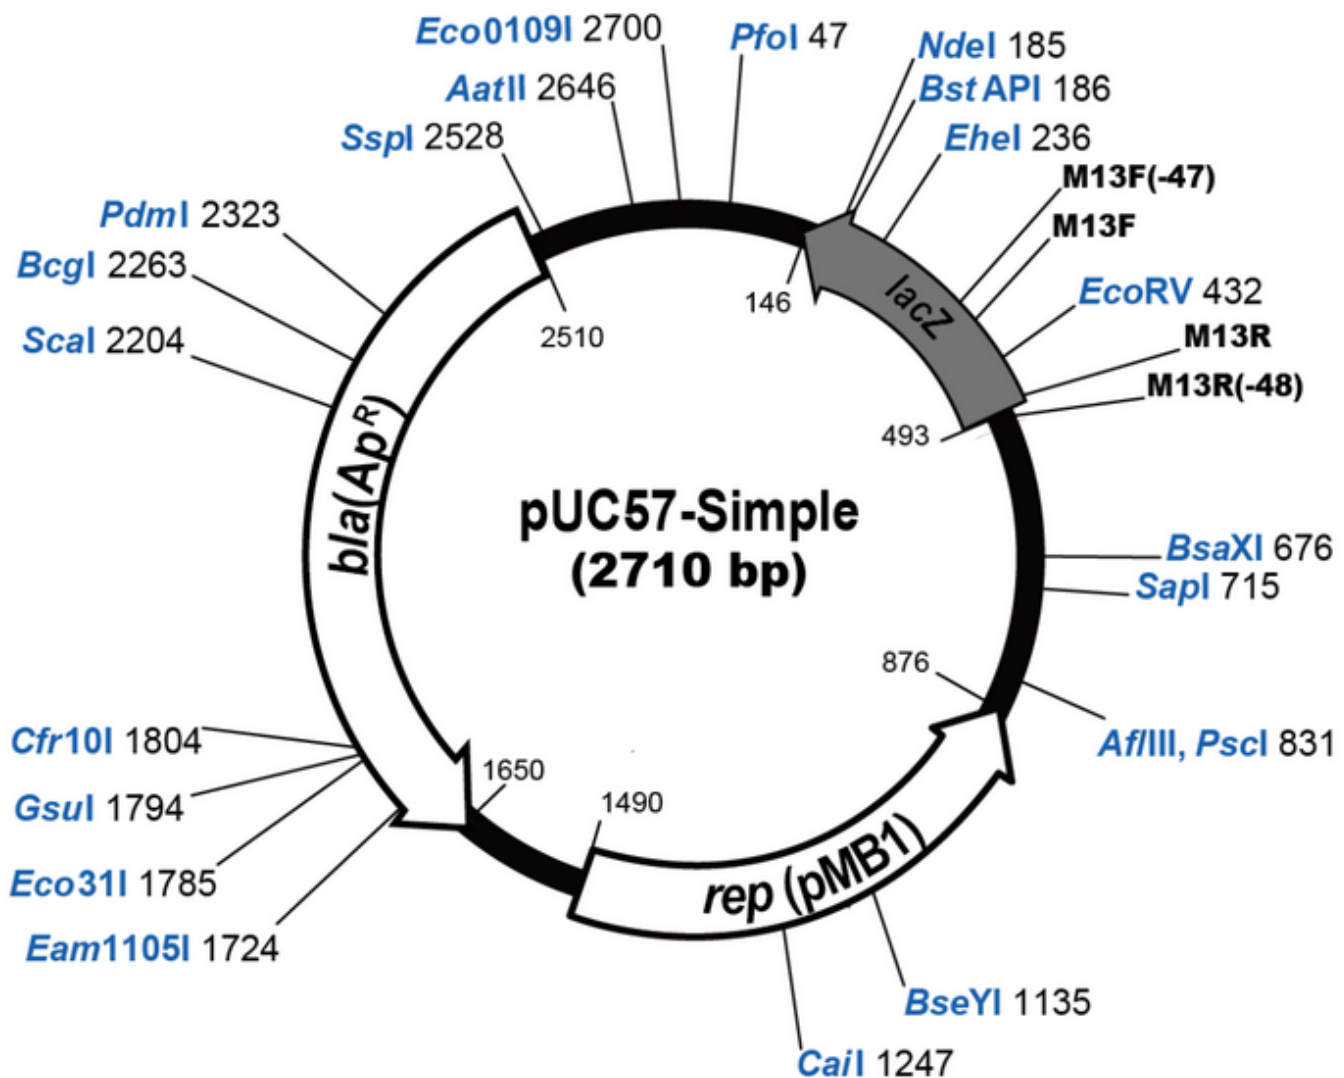 Eco0109I 2700
PfoI 47
NdeI 185
AatII 2646
BstAPI 186
SspI 2528
EheI 236
M13F(-47)
PdmI 2323
M13F
BcgI 2263
146
lacZ
EcoRV 432
ScaI 2204
2510
M13R
M13R(-48)
bla(ApR)
493
pUC57-Simple
(2710 bp)
BsaXI 676
SapI 715
876
Cfr10I 1804
AflIII, PscI 831
GsuI 1794
1650
1490
rep (pMB1)
Eco31I 1785
Eam1105I 1724
BseYI 1135
CaiI 1247